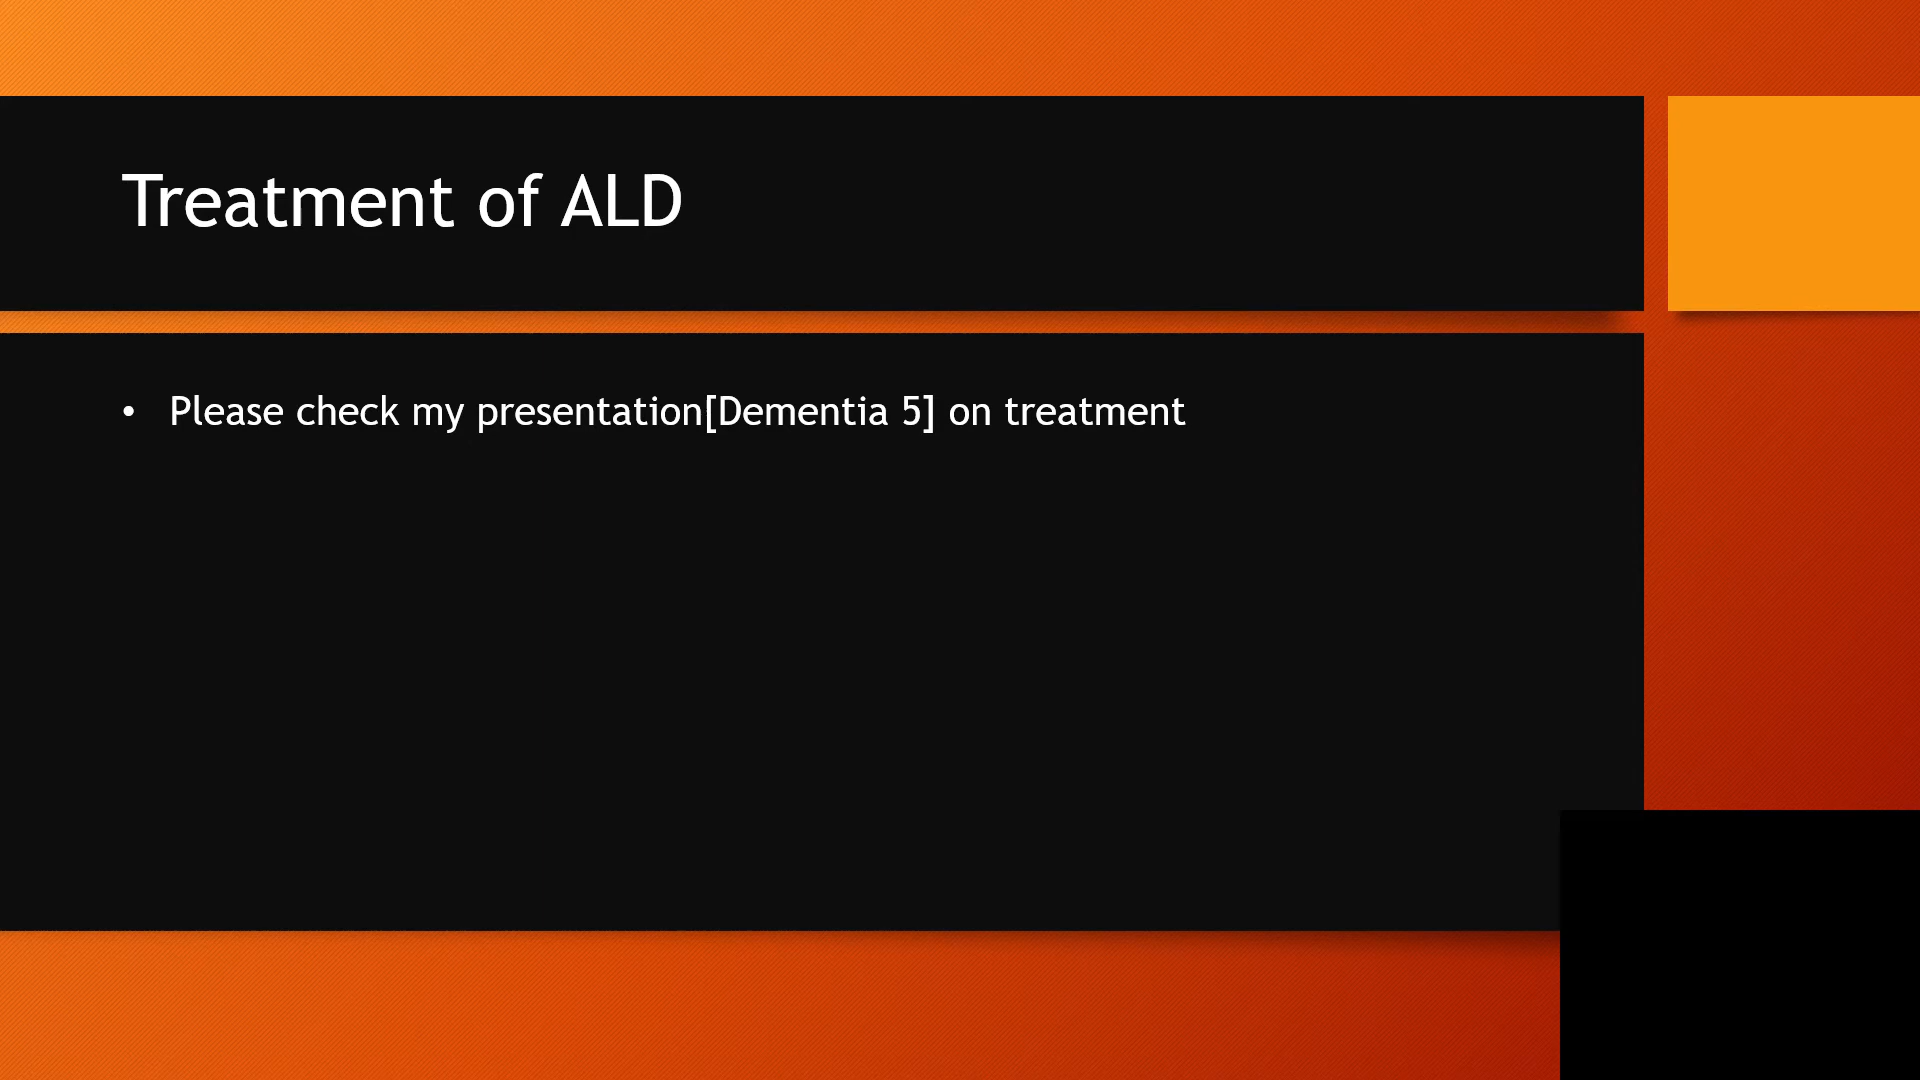 Treatment of ALD
• Please check my presentation[Dementia 5] on treatment